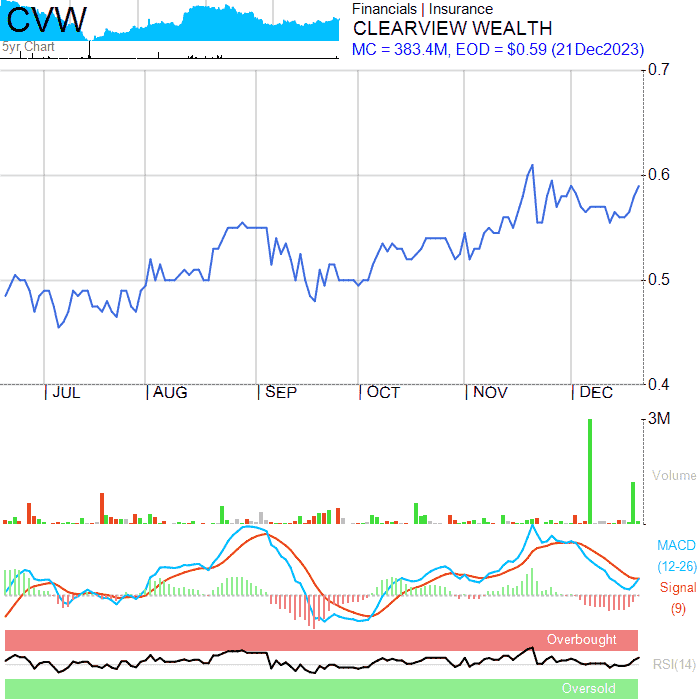 CVW
5yr Chart
Financials | Insurance
CLEARVIEW WEALTH
MC = 383.4M, EOD = $0.59 (21Dec2023)
0.7
0.6
0.5
0.4
JUL
AUG
SEP
OCT
NOV
DEC
3M
Volume
MACD
(12-26)
Signal
(9)
Overbought
RSI(14)
Oversold